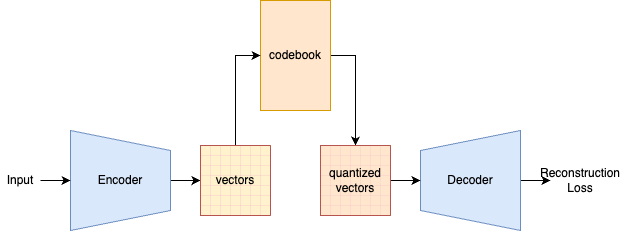 codebook
Input
Encoder
vectors
quantized
vectors
Decoder
Reconstruction
Loss